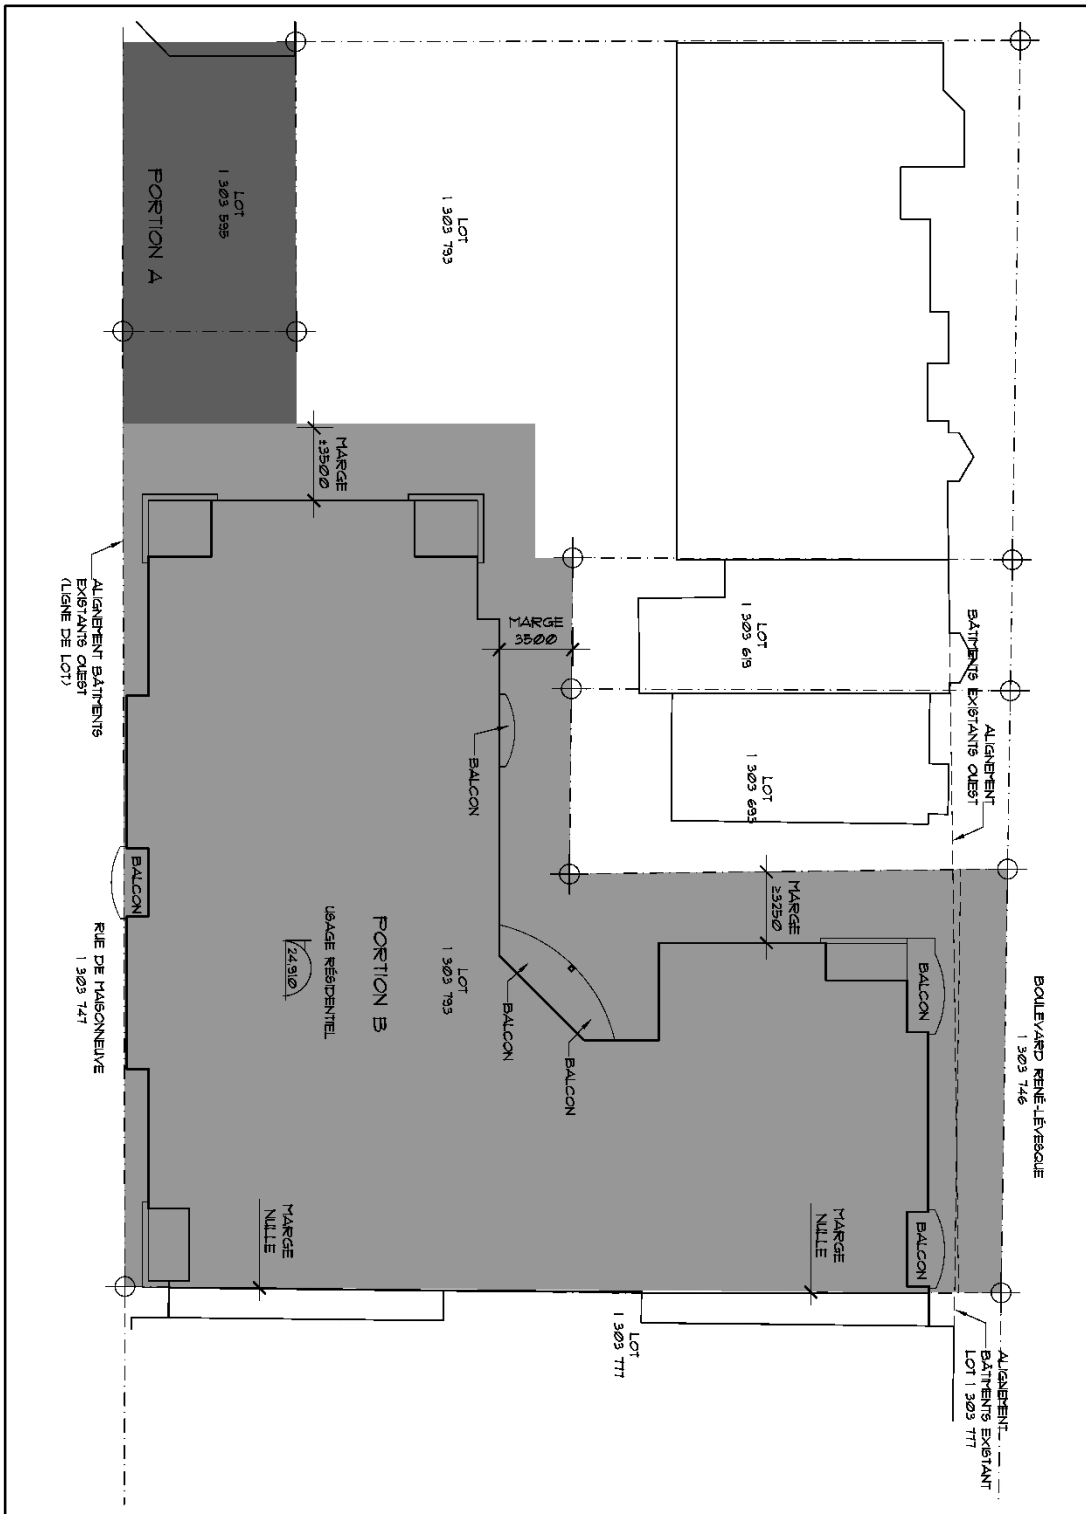 BOULEVARD RENÉ-LÉVESQUE
1 303 746
ALIGNEMENT
BÂTIMENTS EXISTANTS OUEST
ALIGNEMENT
BÂTIMENTS EXISTANT
LOT 1 303 777
LOT
1 303 619
LOT
1 303 693
MARGE
≥3250
BALCON
BALCON
MARGE
NULLE
LOT
1 303 777
LOT
1 303 793
MARGE
3500
BALCON
BALCON
BALCON
LOT
1 303 793
PORTION B
USAGE RÉSIDENTIEL
24,910
MARGE
±3500
MARGE
NULLE
LOT
1 303 595
PORTION A
BALCON
ALIGNEMENT BÂTIMENTS
EXISTANTS OUEST
(LIGNE DE LOT)
RUE DE MAISONNEUVE
1 303 747